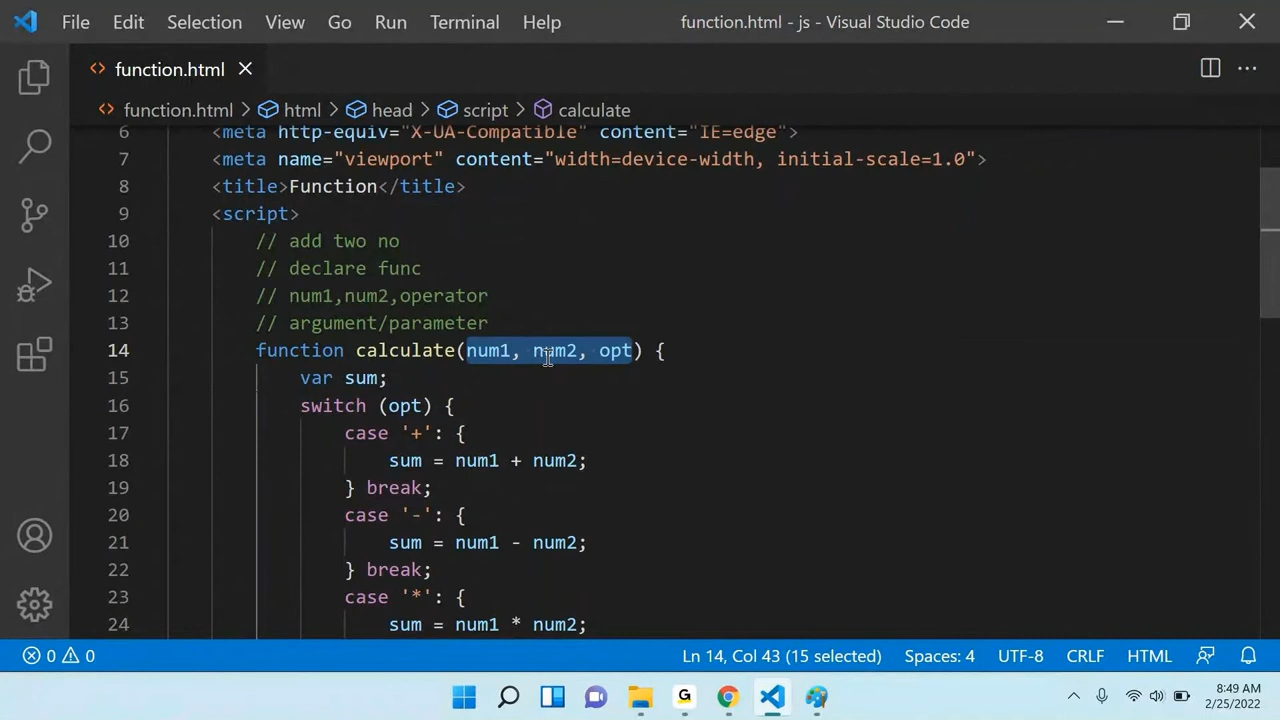 File Edit Selection View Go Run Terminal Help function.html - js - Visual Studio Code
function.html
function.html > html > head > script > calculate
6 <meta http-equiv="X-UA-Compatible" content="IE=edge">
7 <meta name="viewport" content="width=device-width, initial-scale=1.0">
8 <title>Function</title>
9 <script>
10 // add two no
11 // declare func
12 // num1,num2,operator
13 // argument/parameter
14 function calculate(num1, num2, opt) {
15 var sum;
16 switch (opt) {
17 case '+': {
18 sum = num1 + num2;
19 } break;
20 case '-': {
21 sum = num1 - num2;
22 } break;
23 case '*': {
24 sum = num1 * num2;
0 0 Ln 14, Col 43 (15 selected) Spaces: 4 UTF-8 CRLF HTML
G
8:49 AM
2/25/2022